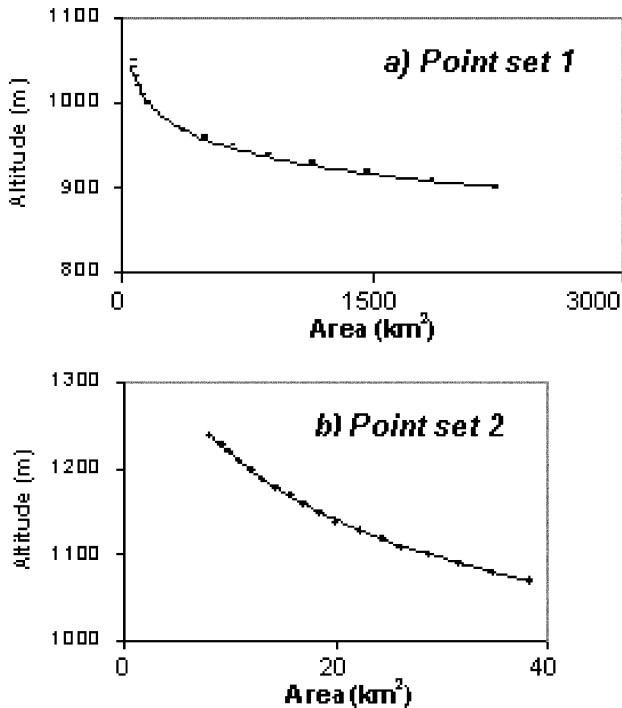 1100
a) Point set 1
1000
900
800
Altitude (m)
0 1500 3000
Area (km²)
1300
b) Point set 2
1200
1100
1000
Altitude (m)
0 20 40
Area (km²)